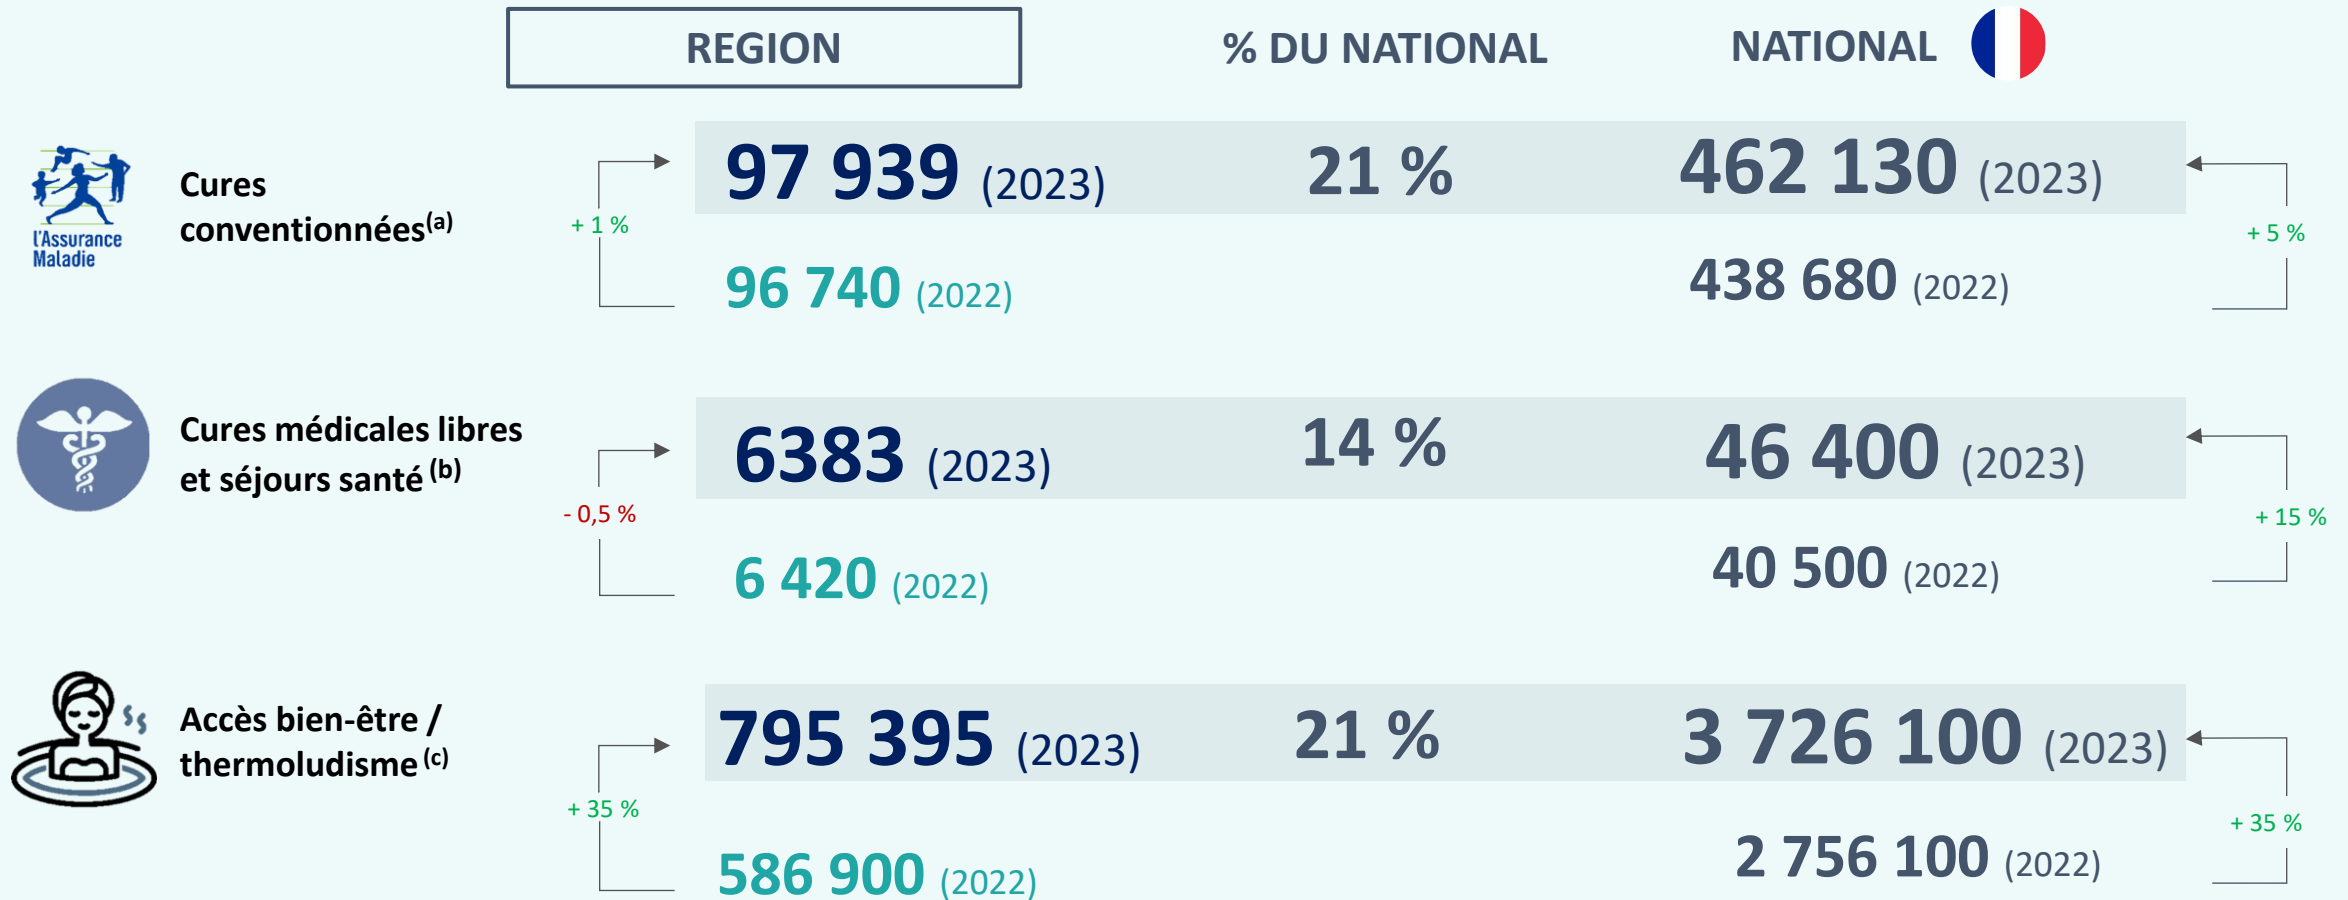 REGION
% DU NATIONAL
NATIONAL
l'Assurance
Maladie
Cures
conventionnées(a)
+ 1 %
97 939 (2023)
21 %
462 130 (2023)
+ 5 %
96 740 (2022)
438 680 (2022)
Cures médicales libres
et séjours santé (b)
- 0,5 %
6383 (2023)
14 %
46 400 (2023)
+ 15 %
6 420 (2022)
40 500 (2022)
Accès bien-être /
thermoludisme (c)
+ 35 %
795 395 (2023)
21 %
3 726 100 (2023)
+ 35 %
586 900 (2022)
2 756 100 (2022)